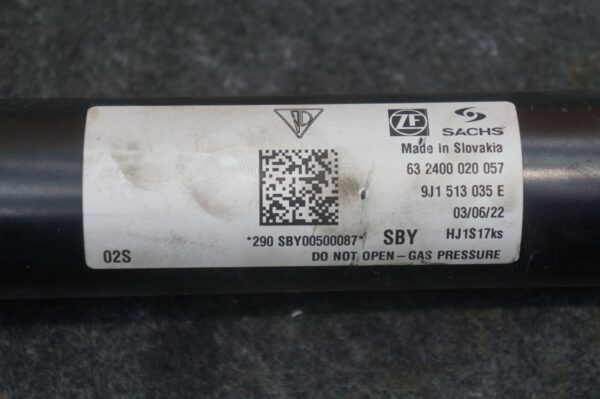 ZF SACHS
Made in Slovakia
63 2400 020 057
9J1 513 035 E
03/06/22
*290 SBY00500087* SBY HJ1S17ks
02S DO NOT OPEN-GAS PRESSURE